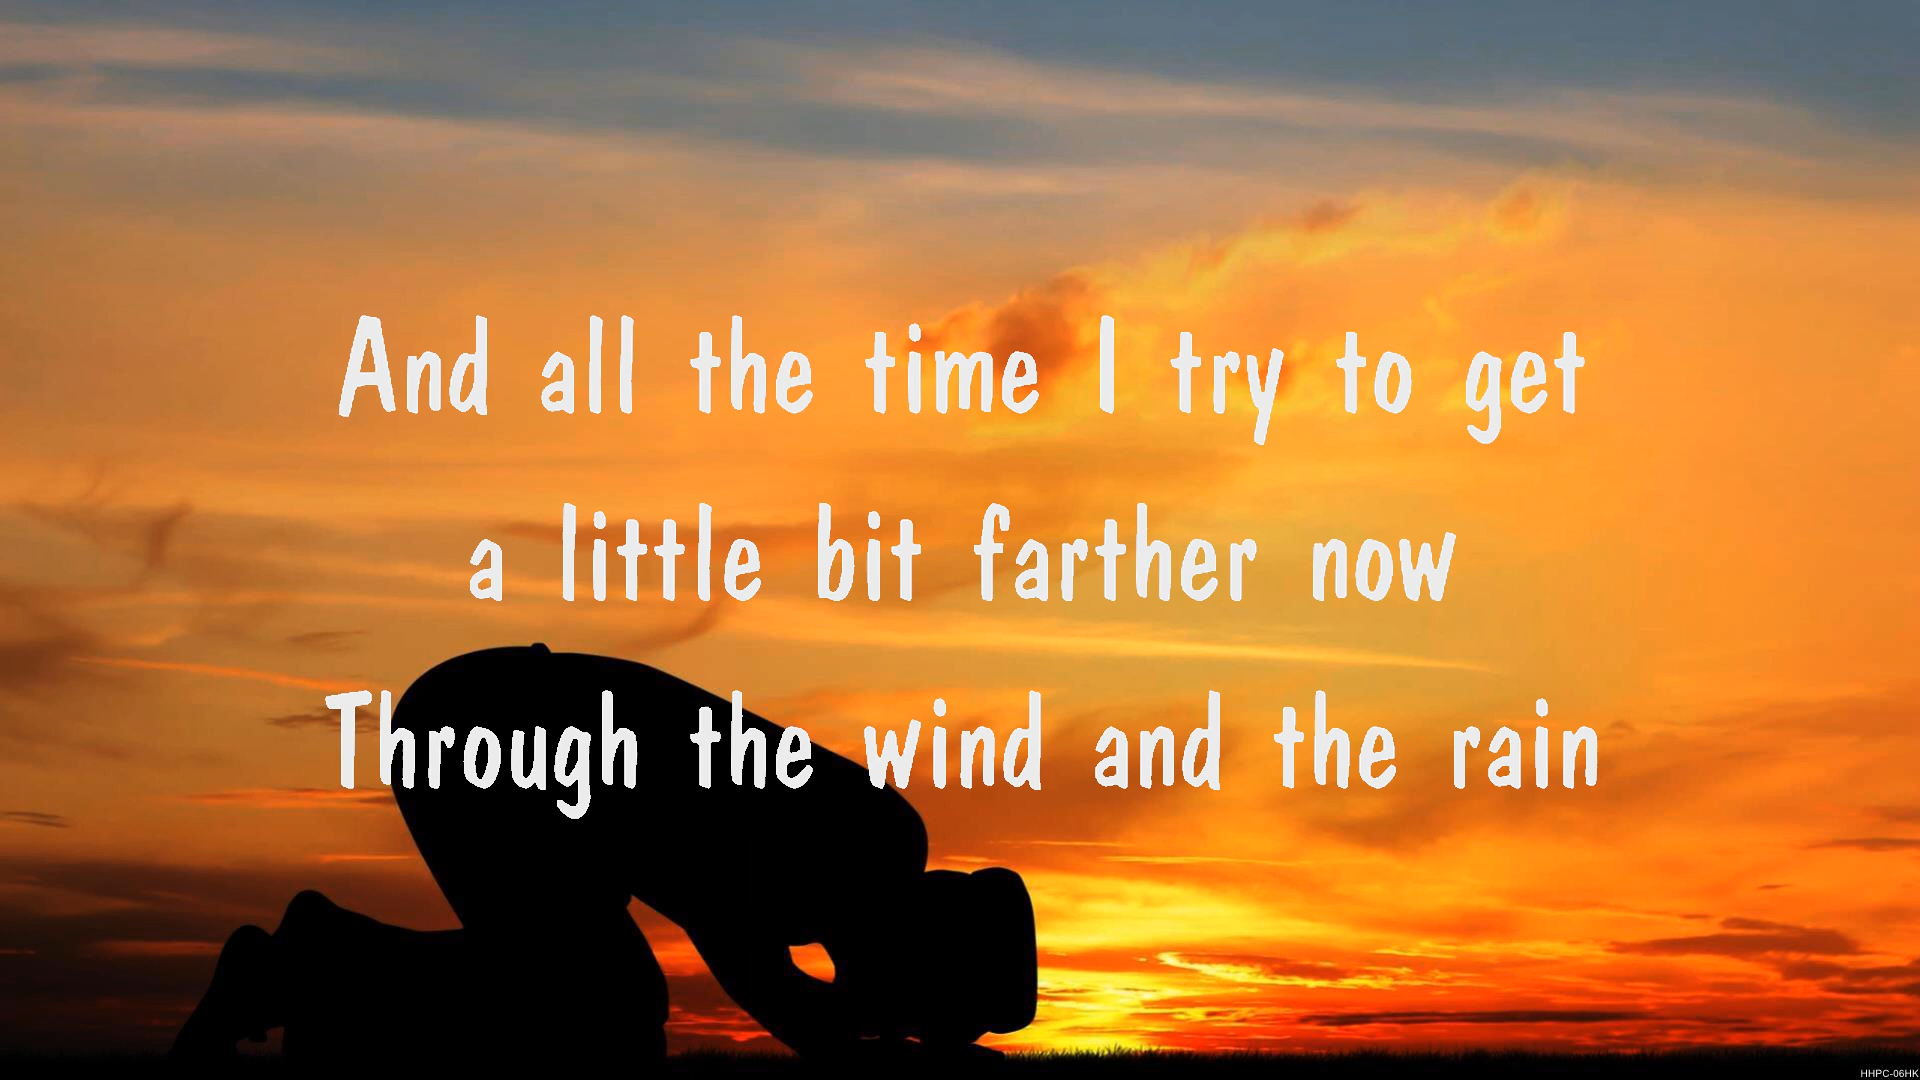 And all the time I try to get
a little bit farther now
Through the wind and the rain
HHPC-06HK